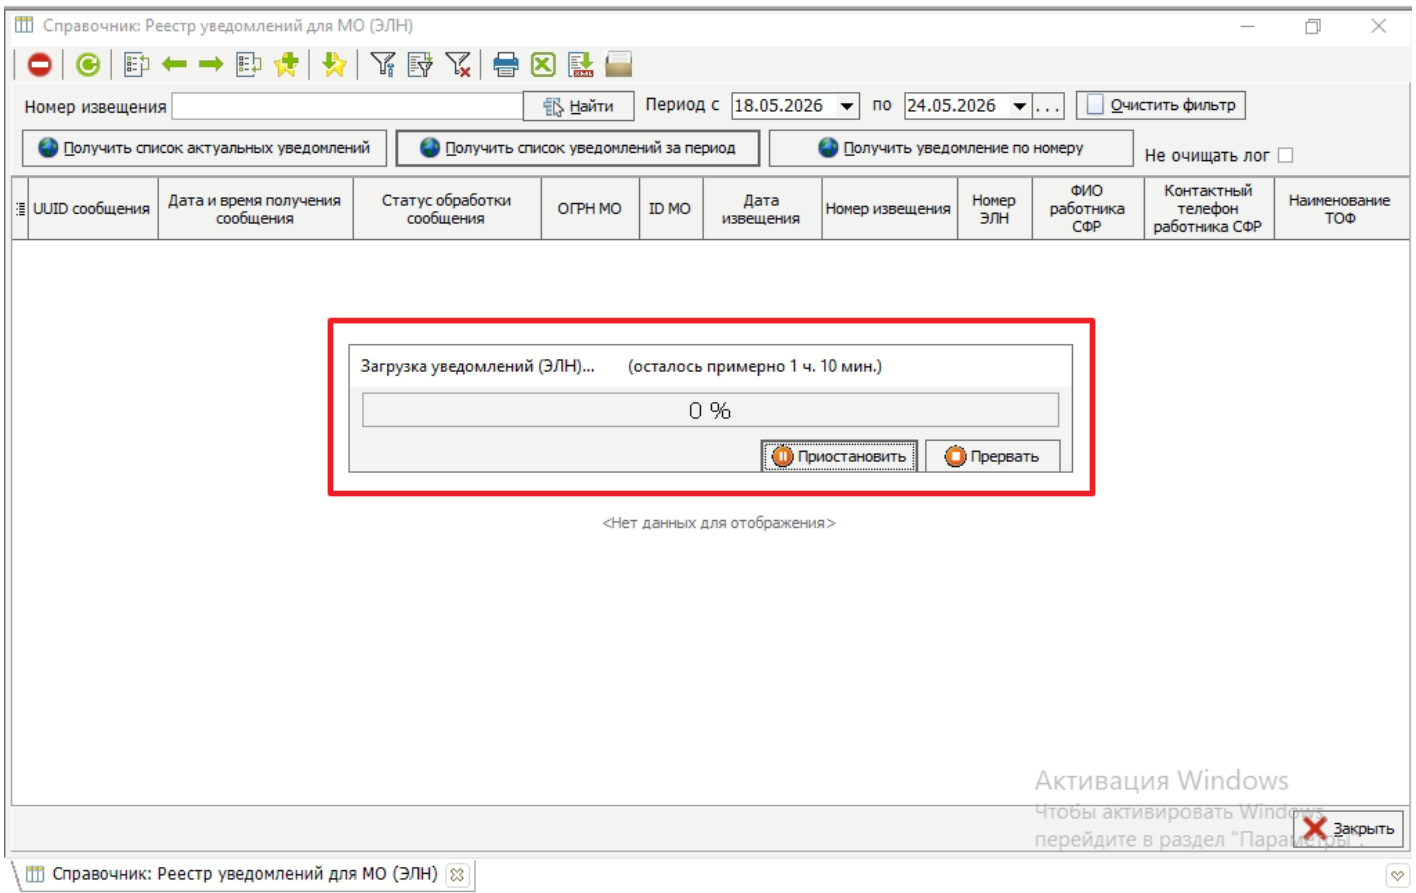 Справочник: Реестр уведомлений для МО (ЭЛН)
Номер извещения Найти Период с 18.05.2026 по 24.05.2026 ... Очистить фильтр
Получить список актуальных уведомлений Получить список уведомлений за период Получить уведомление по номеру Не очищать лог
UUID сообщения
Дата и время получения
сообщения
Статус обработки
сообщения
ОГРН МО
ID МО
Дата
извещения
Номер извещения
Номер
ЭЛН
ФИО
работника
СФР
Контактный
телефон
работника СФР
Наименование
ТОФ
Загрузка уведомлений (ЭЛН)... (осталось примерно 1 ч. 10 мин.)
0 %
Приостановить Прервать
<Нет данных для отображения>
Активация Windows
Чтобы активировать Windows,
перейдите в раздел "Параметры".
Закрыть
Справочник: Реестр уведомлений для МО (ЭЛН)